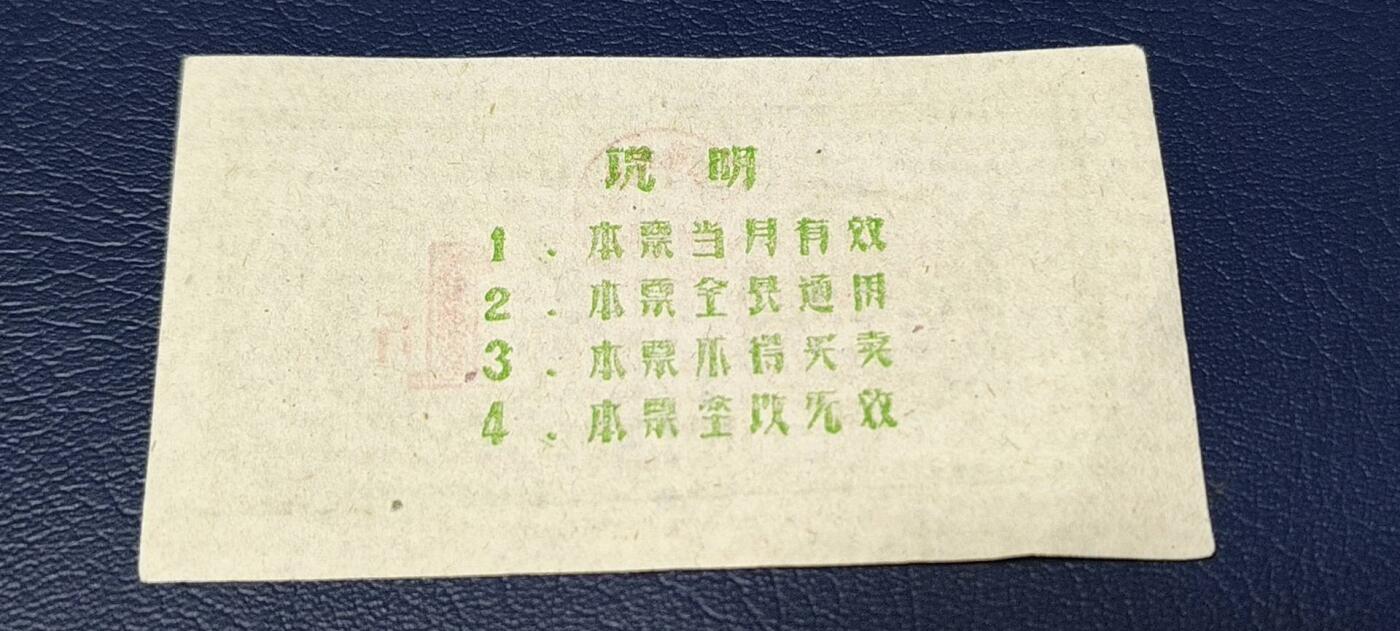 说明
1.本票当月有效
2.本票全县通用
3.本票不得买卖
4.本票涂改无效